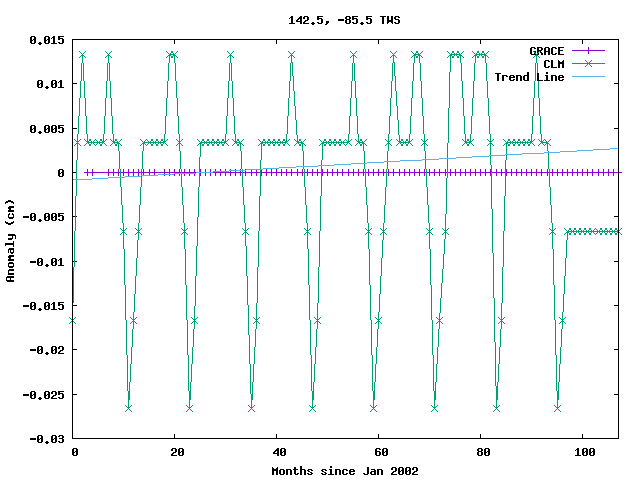 142.5, -85.5 TWS
GRACE
CLM
Trend Line
0.015
0.01
0.005
0
-0.005
-0.01
-0.015
-0.02
-0.025
-0.03
Anomaly (cm)
0 20 40 60 80 100
Months since Jan 2002